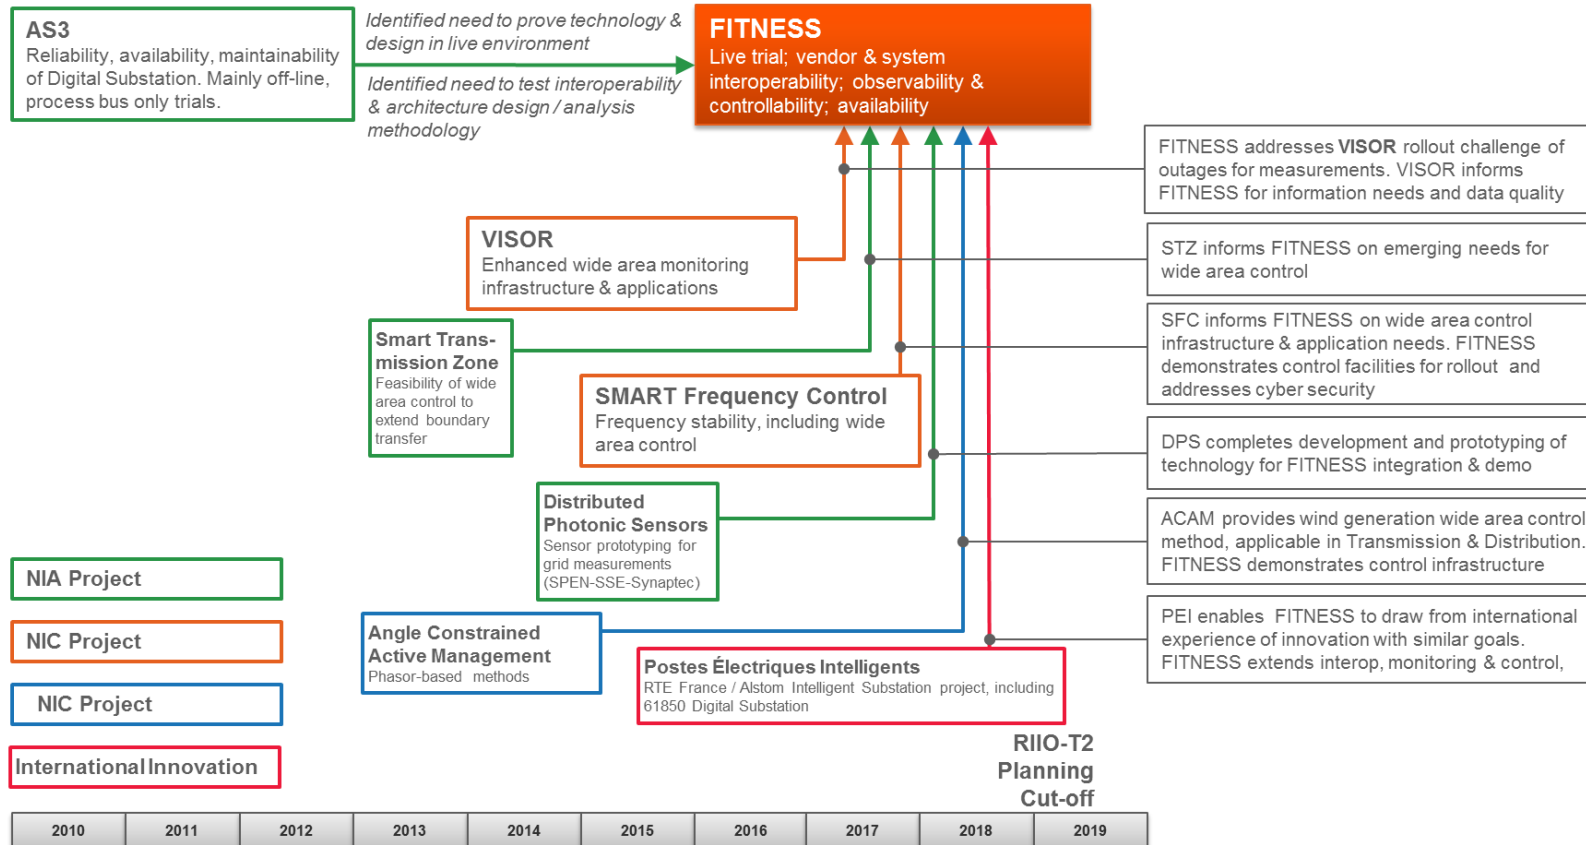 AS3
Reliability, availability, maintainability
of Digital Substation. Mainly off-line,
process bus only trials.
Identified need to prove technology &
design in live environment
Identified need to test interoperability
& architecture design / analysis
methodology
FITNESS
Live trial; vendor & system
interoperability; observability &
controllability; availability
FITNESS addresses VISOR rollout challenge of
outages for measurements. VISOR informs
FITNESS for information needs and data quality
VISOR
Enhanced wide area monitoring
infrastructure & applications
STZ informs FITNESS on emerging needs for
wide area control
Smart Trans-
mission Zone
Feasibility of wide
area control to
extend boundary
transfer
SFC informs FITNESS on wide area control
infrastructure & application needs. FITNESS
demonstrates control facilities for rollout and
addresses cyber security
SMART Frequency Control
Frequency stability, including wide
area control
DPS completes development and prototyping of
technology for FITNESS integration & demo
Distributed
Photonic Sensors
Sensor prototyping for
grid measurements
(SPEN-SSE-Synaptec)
ACAM provides wind generation wide area control
method, applicable in Transmission & Distribution.
FITNESS demonstrates control infrastructure
Angle Constrained
Active Management
Phasor-based methods
PEI enables FITNESS to draw from international
experience of innovation with similar goals.
FITNESS extends interop, monitoring & control,
Postes Électriques Intelligents
RTE France / Alstom Intelligent Substation project, including
61850 Digital Substation
NIA Project
NIC Project
NIC Project
International Innovation
RIIO-T2
Planning
Cut-off
2010 2011 2012 2013 2014 2015 2016 2017 2018 2019